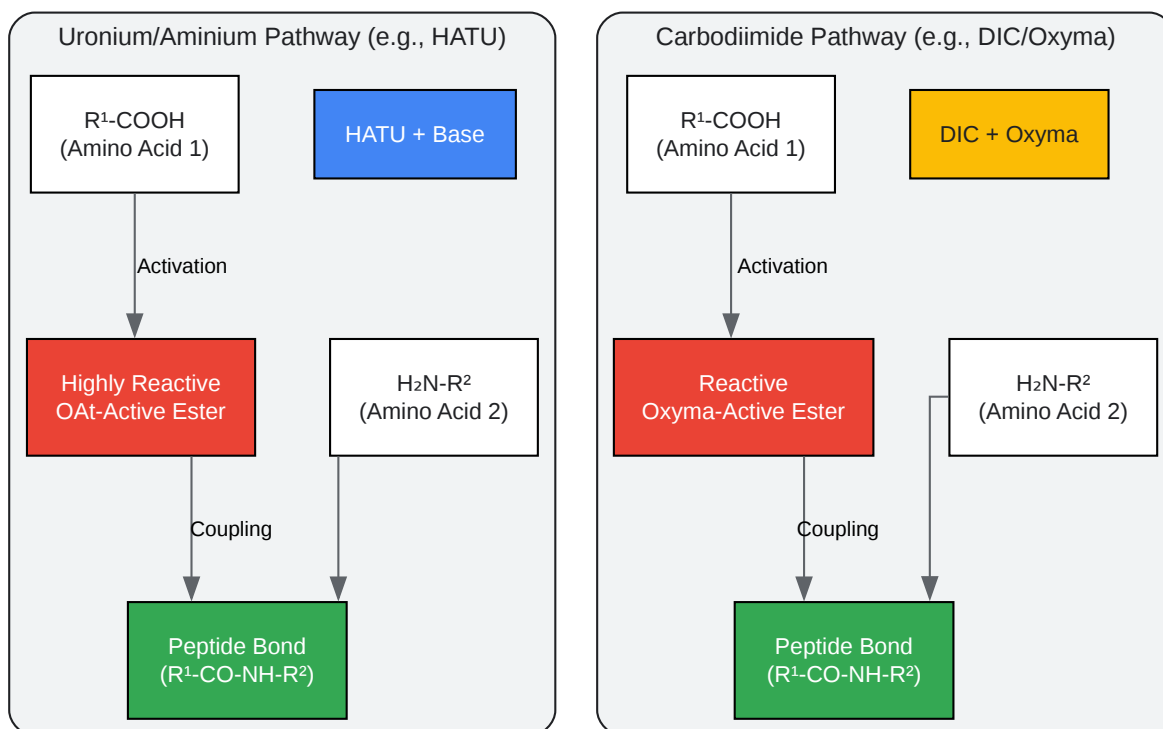 Uronium/Aminium Pathway (e.g., HATU)
R¹-COOH
(Amino Acid 1)
HATU + Base
Activation
Highly Reactive
OAt-Active Ester
H₂N-R²
(Amino Acid 2)
Coupling
Peptide Bond
(R¹-CO-NH-R²)
Carbodiimide Pathway (e.g., DIC/Oxyma)
R¹-COOH
(Amino Acid 1)
DIC + Oxyma
Activation
Reactive
Oxyma-Active Ester
H₂N-R²
(Amino Acid 2)
Coupling
Peptide Bond
(R¹-CO-NH-R²)